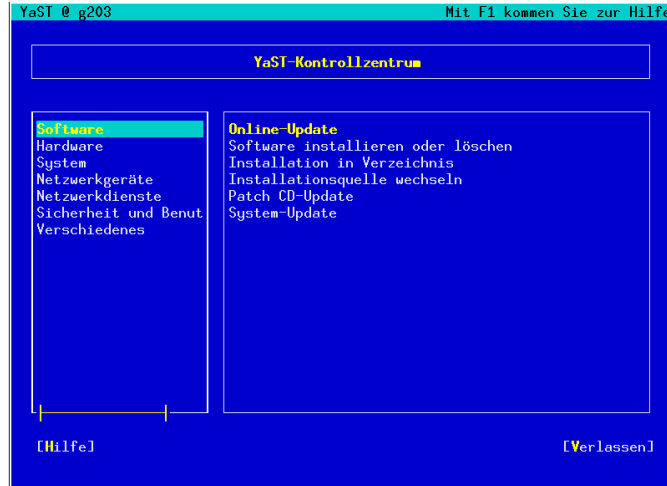 YaST @ g203 Mit F1 kommen Sie zur Hilfe
YaST-Kontrollzentrum
Software
Hardware
System
Netzwerkgeräte
Netzwerkdienste
Sicherheit und Benut
Verschiedenes
Online-Update
Software installieren oder löschen
Installation in Verzeichnis
Installationsquelle wechseln
Patch CD-Update
System-Update
[Hilfe] [Verlassen]